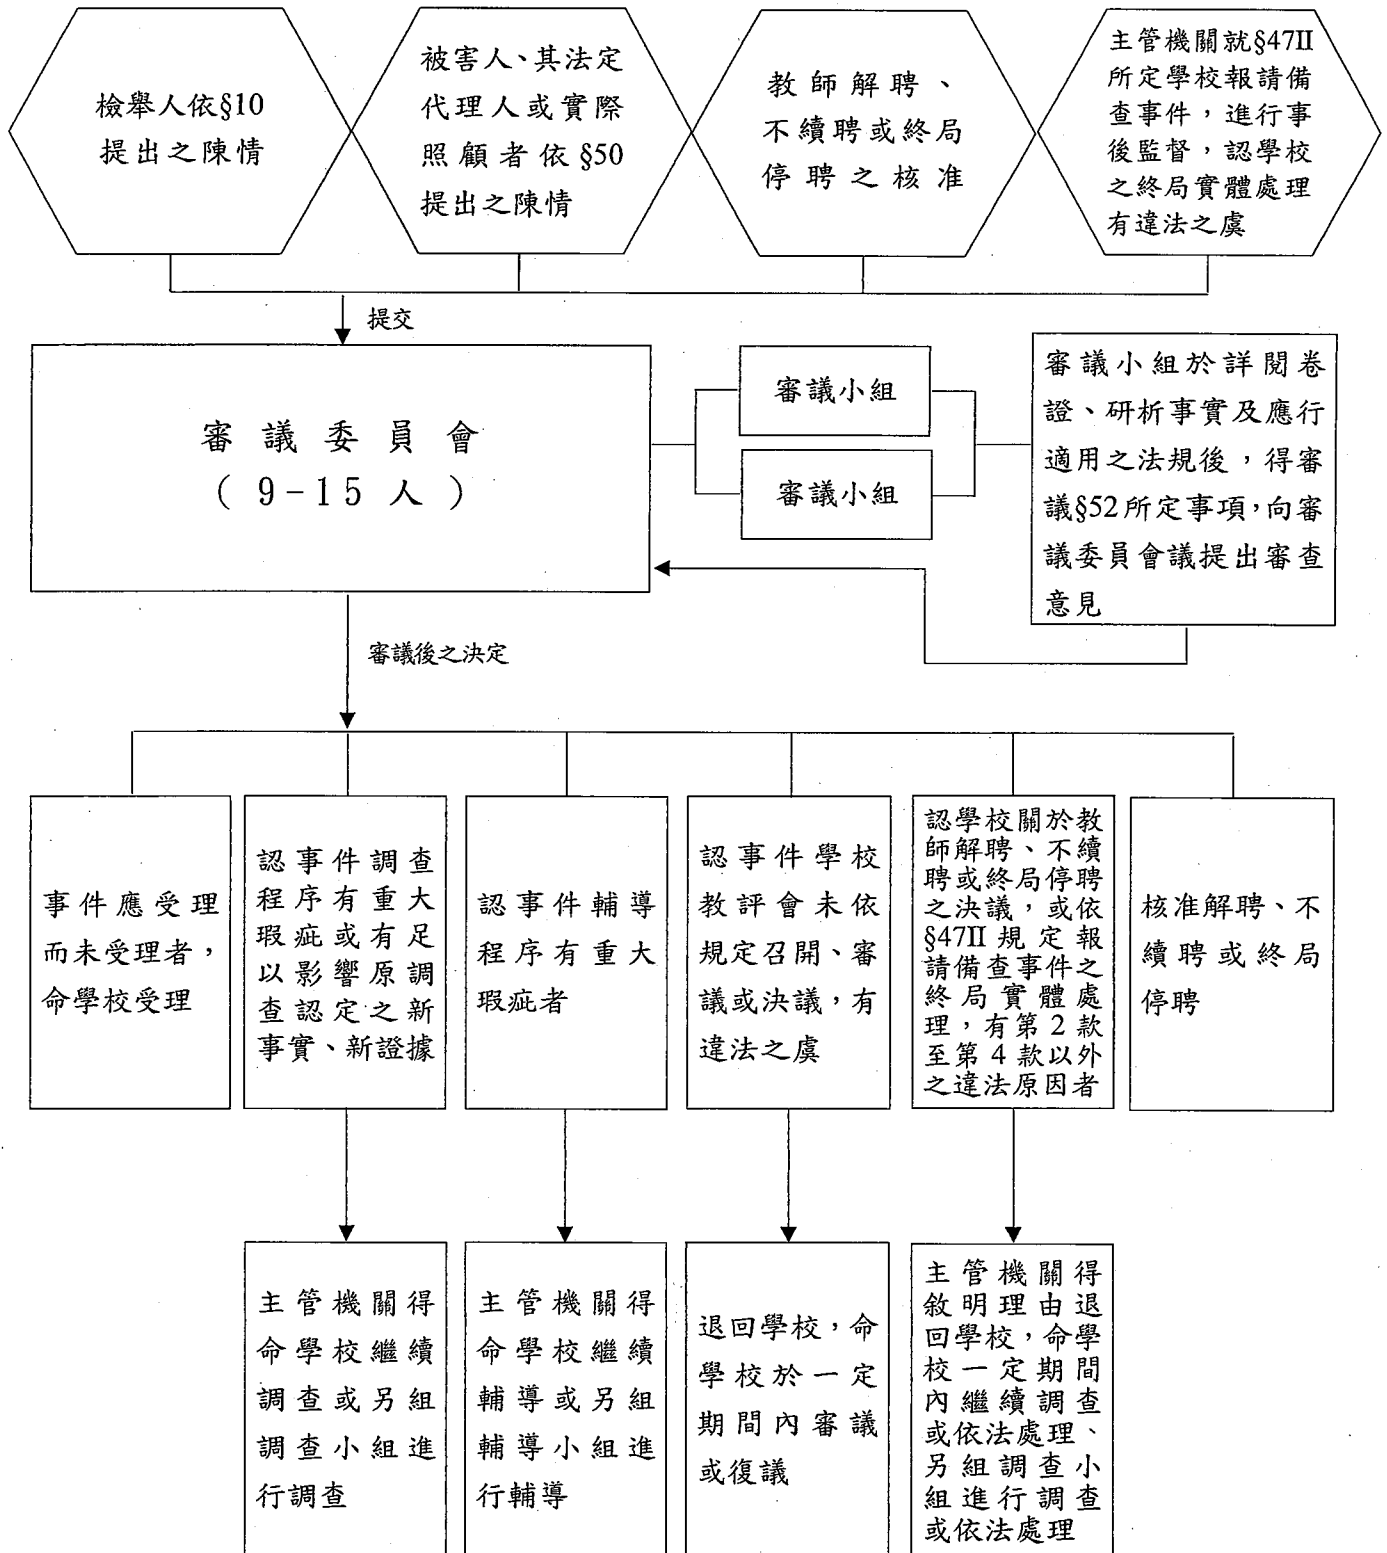 檢舉人依§10
提出之陳情
被害人、其法定
代理人或實際
照顧者依§50
提出之陳情
教師解聘、
不續聘或終局
停聘之核准
主管機關就§47II
所定學校報請備
查事件，進行事
後監督，認學校
之終局實體處理
有違法之虞
提交
審議委員會
(9-15人)
審議小組
審議小組
審議小組於詳閱卷
證、研析事實及應行
適用之法規後，得審
議§52所定事項，向審
議委員會議提出審查
意見
審議後之決定
事件應受理
而未受理者，
命學校受理
認事件調查
程序有重大
瑕疵或有足
以影響原調
查認定之新
事實、新證據
認事件輔導
程序有重大
瑕疵者
認事件學校
教評會未依
規定召開、審
議或決議，有
違法之虞
認學校關於教
師解聘、不續
聘或終局停聘
之決議，或依
§47II規定報
請備查事件之
終局實體處
理，有第2款
至第4款以外
之違法原因者
核准解聘、不
續聘或終局
停聘
主管機關得
命學校繼續
調查或另組
調查小組進
行調查
主管機關得
命學校繼續
輔導或另組
輔導小組進
行輔導
退回學校，命
學校於一定
期間內審議
或復議
主管機關得
敘明理由退
回學校，命學
校一定期間
內繼續調查
或依法處理、
另組調查小
組進行調查
或依法處理